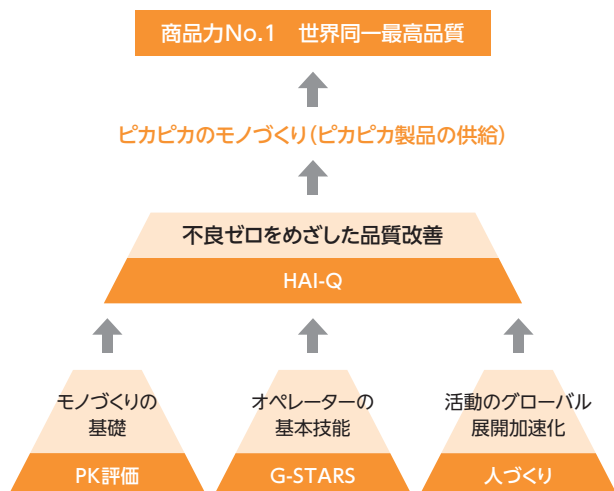 商品力No.1　世界同一最高品質
ピカピカのモノづくり(ピカピカ製品の供給)
不良ゼロをめざした品質改善
HAI-Q
モノづくりの
基礎
PK評価
オペレーターの
基本技能
G-STARS
活動のグローバル
展開加速化
人づくり